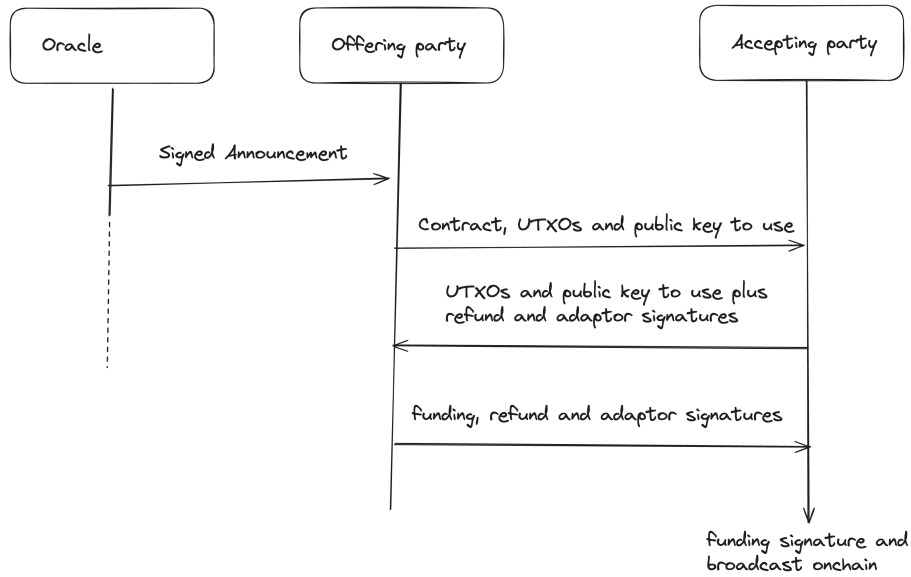 Oracle
Offering party
Accepting party
Signed Announcement
Contract, UTXOs and public key to use
UTXOs and public key to use plus
refund and adaptor signatures
funding, refund and adaptor signatures
funding signature and
broadcast onchain